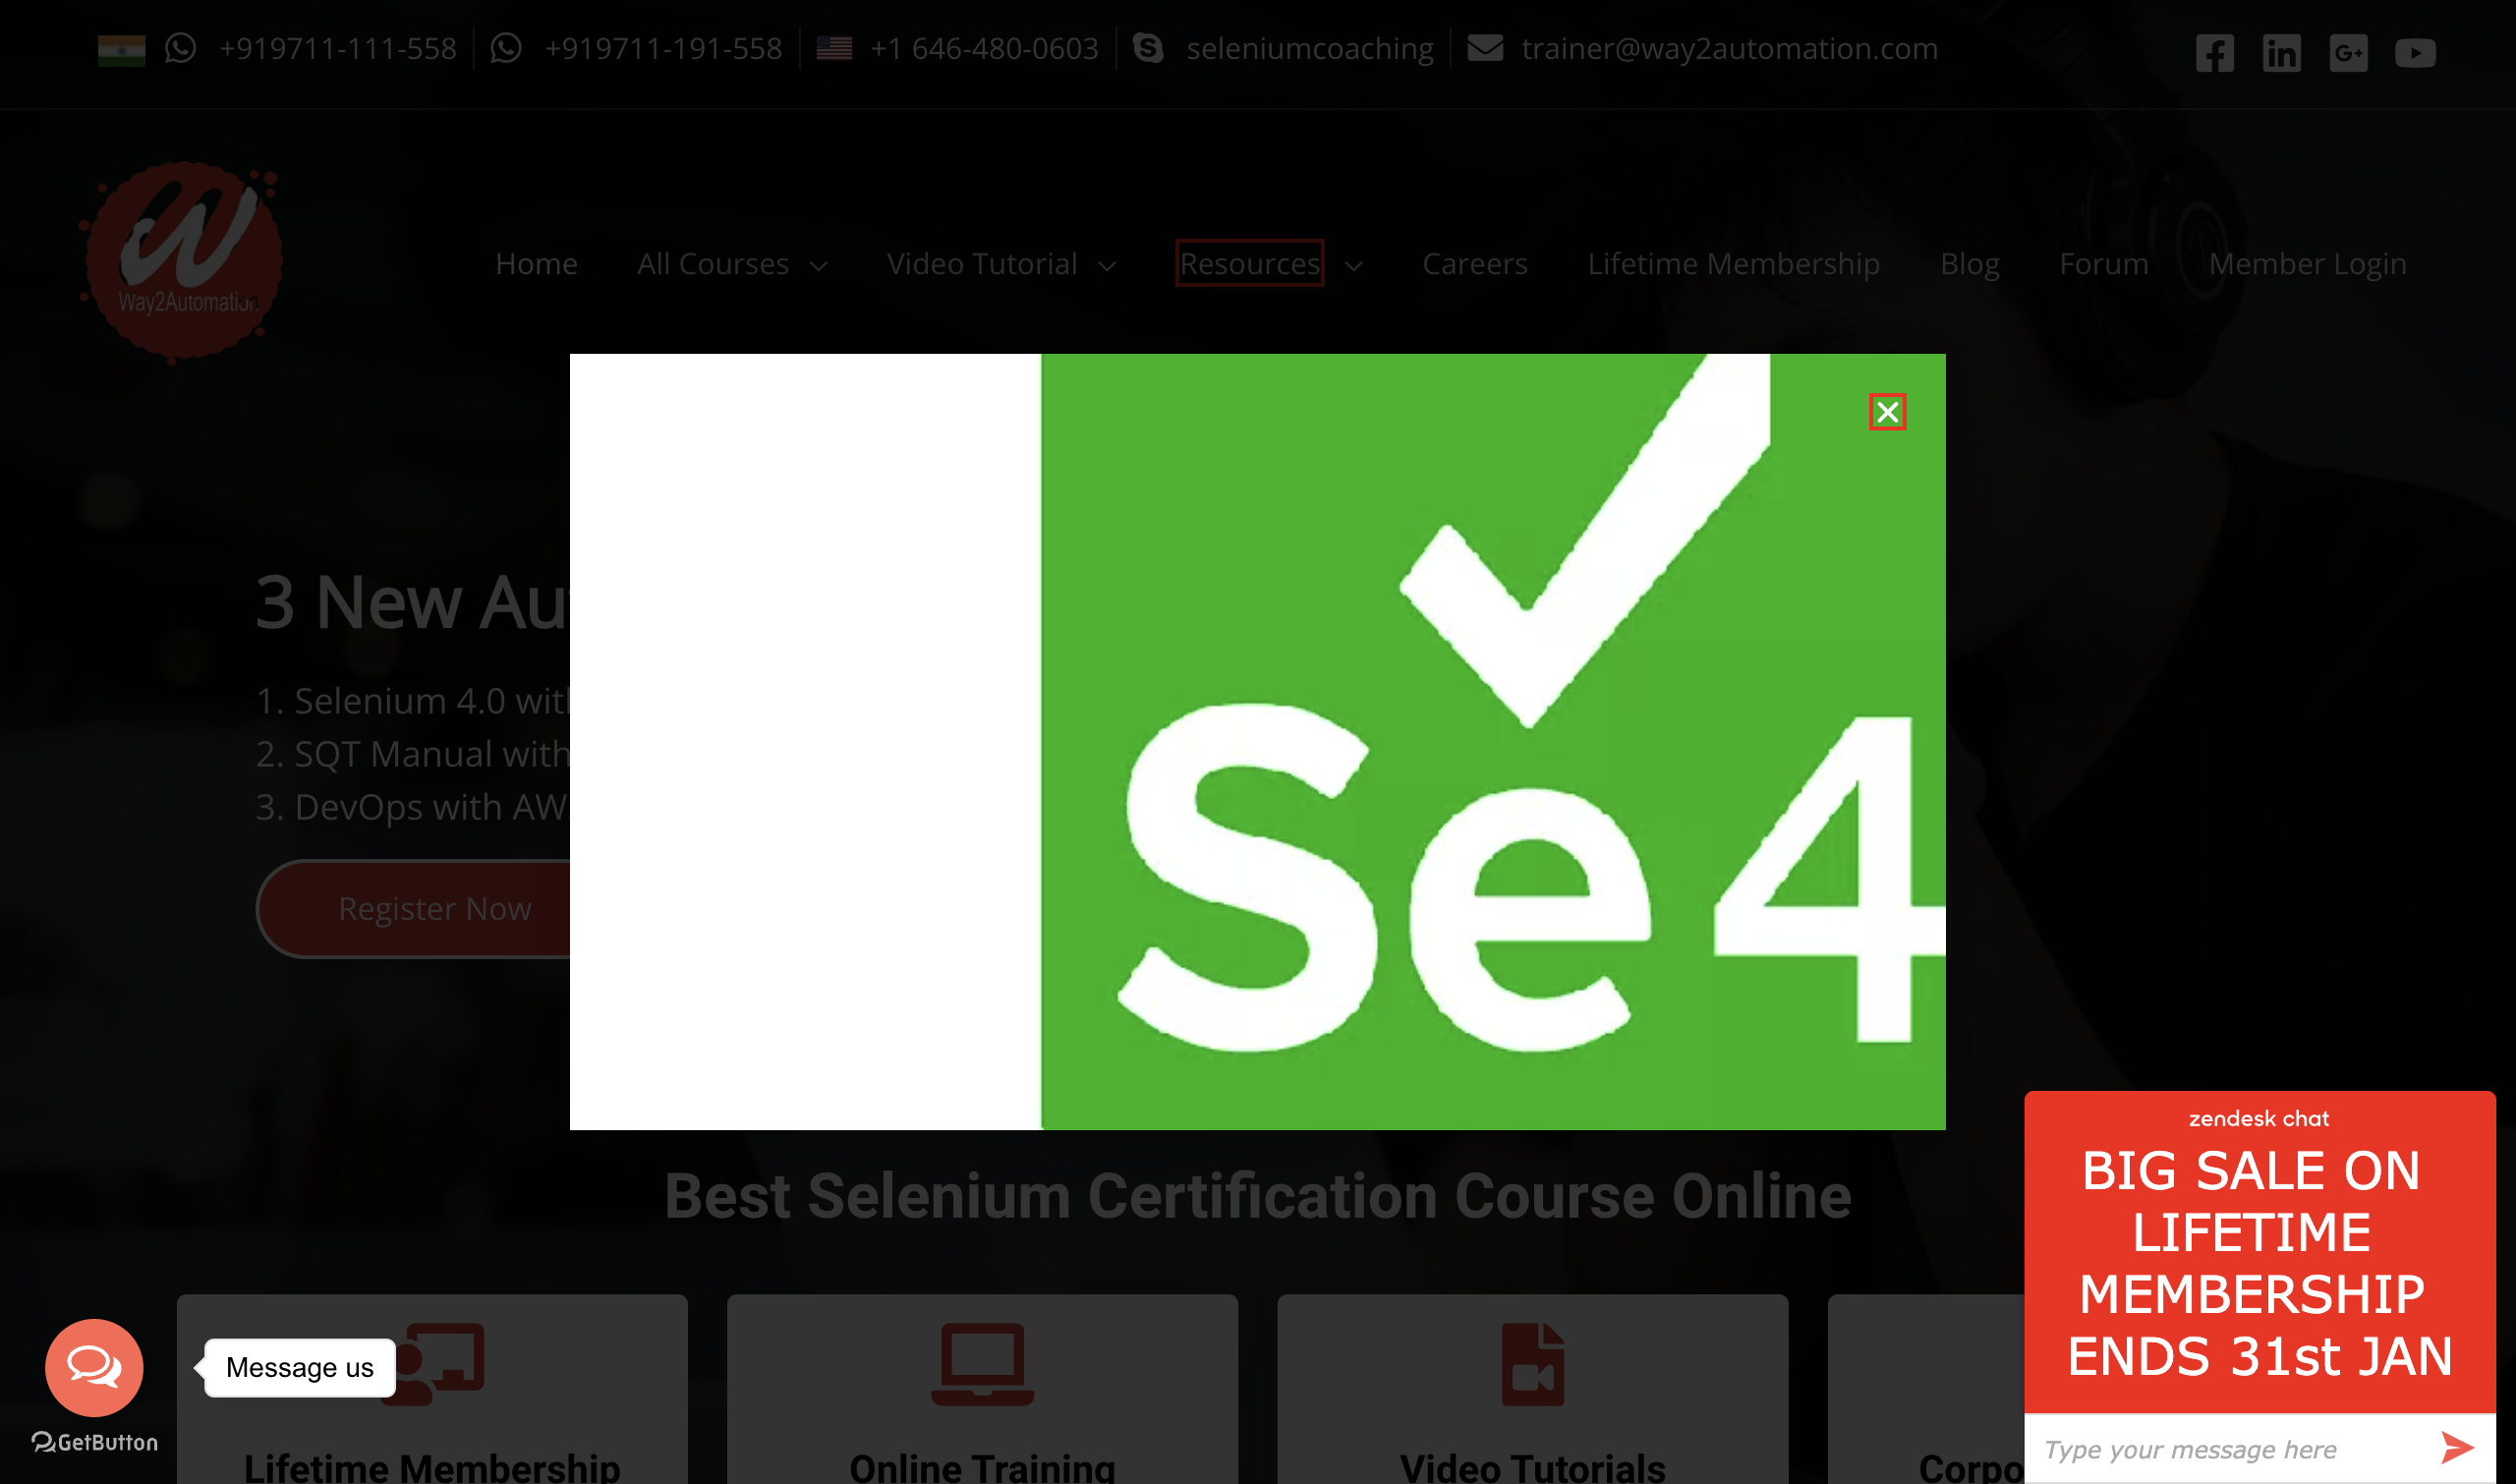 +919711-111-558
+919711-191-558
+1 646-480-0603
seleniumcoaching
trainer@way2automation.com
Way2Automation
Home
All Courses
Video Tutorial
Resources
Careers
Lifetime Membership
Blog
Forum
Member Login
3 New Au
1. Selenium 4.0 with
2. SQT Manual with
3. DevOps with AW
Register Now
Se4
Best Selenium Certification Course Online
zendesk chat
BIG SALE ON
LIFETIME
MEMBERSHIP
ENDS 31st JAN
Type your message here
Message us
GetButton
Lifetime Membership
Online Training
Video Tutorials
Corpo